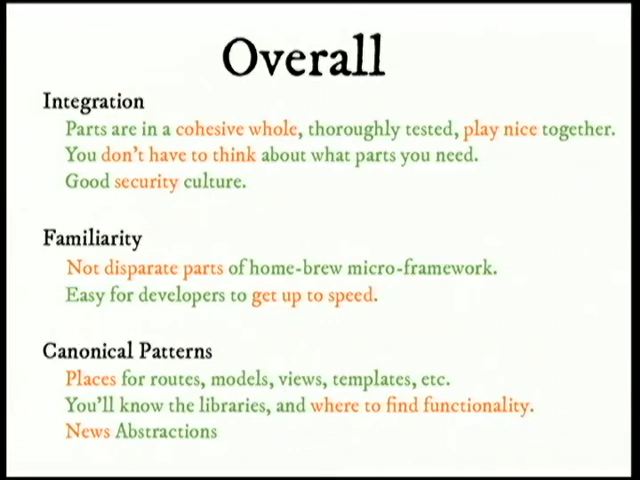 Overall
Integration
Parts are in a cohesive whole, thoroughly tested, play nice together.
You don't have to think about what parts you need.
Good security culture.
Familiarity
Not disparate parts of home-brew micro-framework.
Easy for developers to get up to speed.
Canonical Patterns
Places for routes, models, views, templates, etc.
You'll know the libraries, and where to find functionality.
News Abstractions